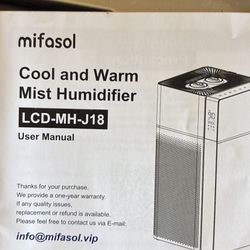 mifasol
Cool and Warm
Mist Humidifier
LCD-MH-J18
User Manual
Thanks for your purchase.
We provide a one-year warranty.
If any quality issues,
replacement or refund is available.
Please feel free to contact us via E-mail:
info@mifasol.vip